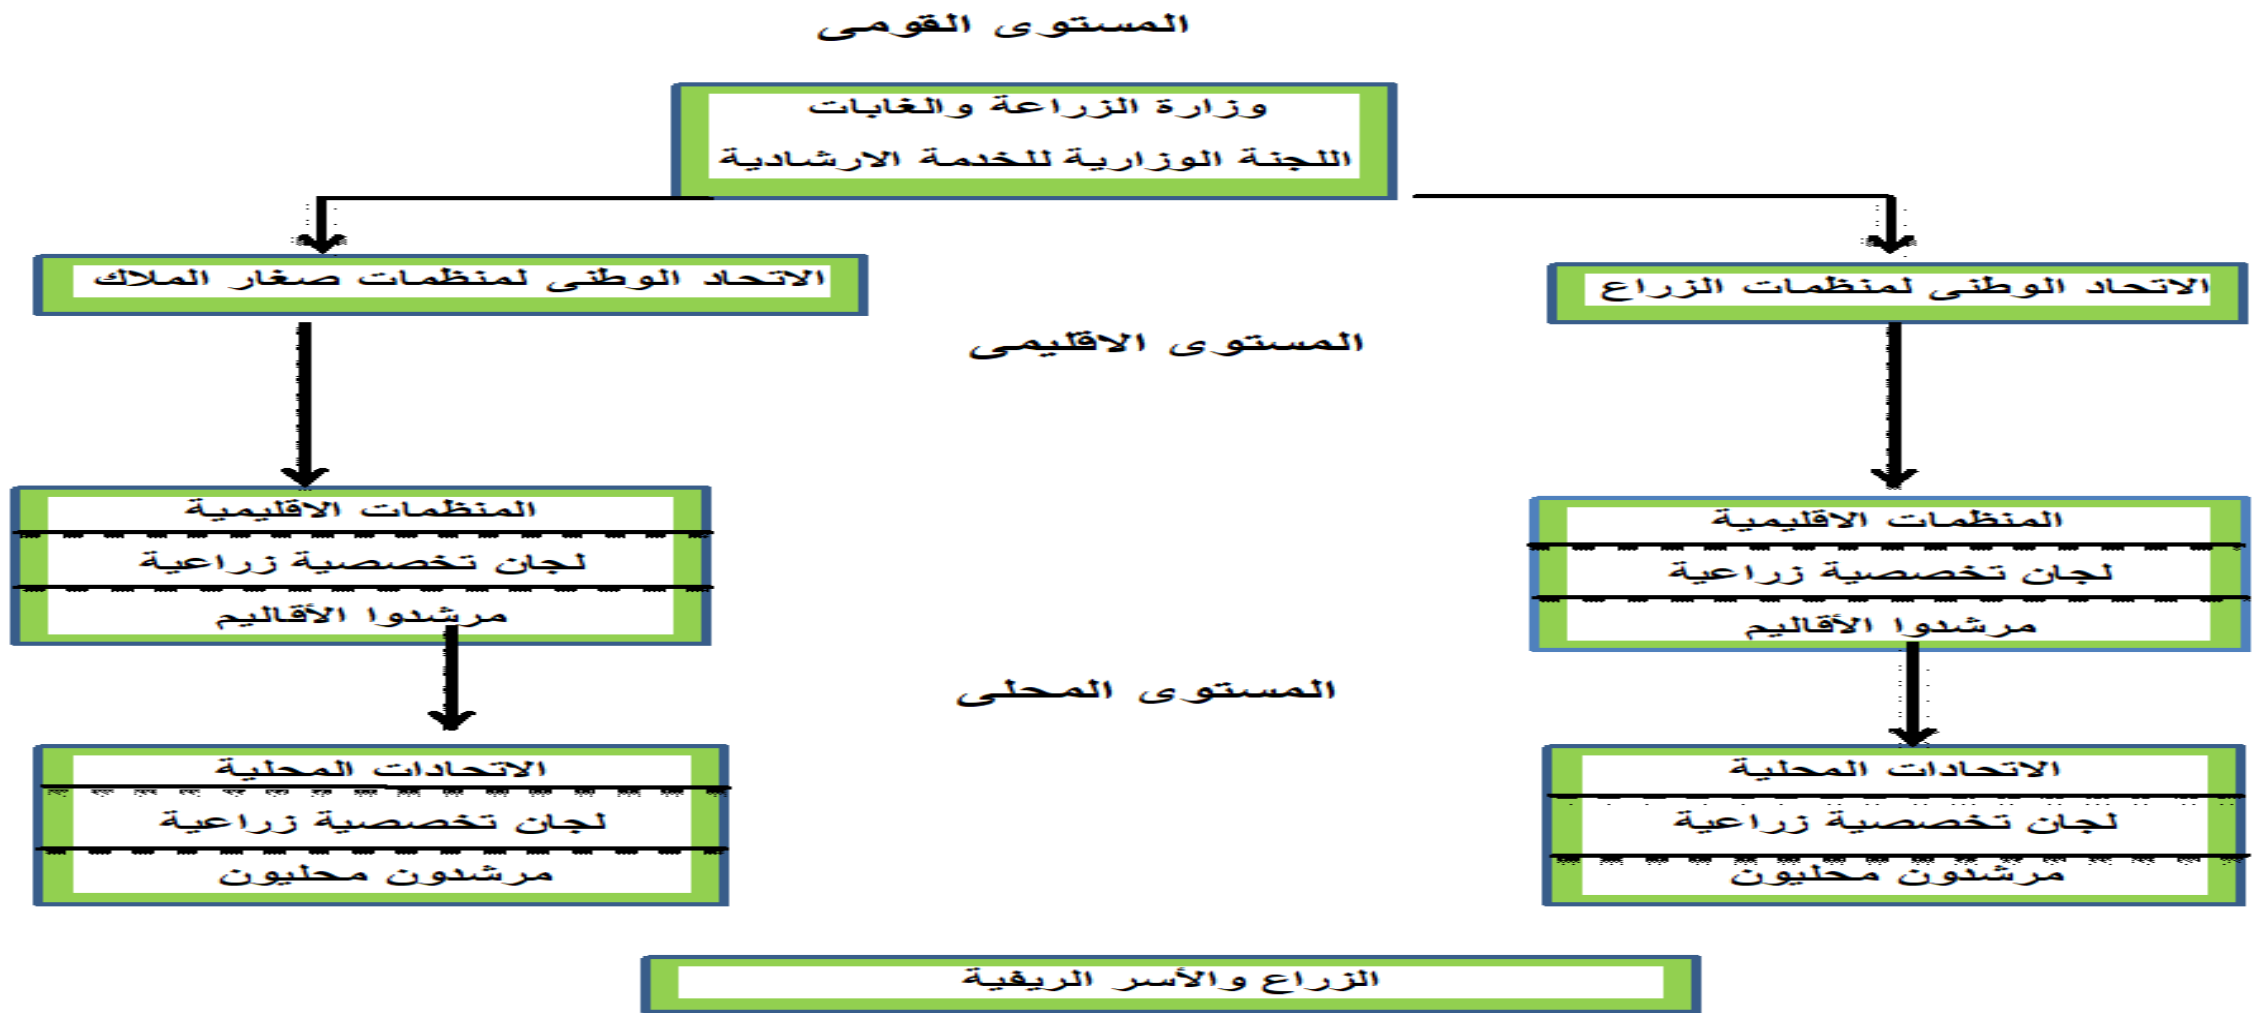 المستوى القومى
وزارة الزراعة والغابات
اللجنة الوزارية للخدمة الارشادية
الاتحاد الوطنى لمنظمات الزراع
الاتحاد الوطنى لمنظمات صغار الملاك
المستوى الاقليمى
المنظمات الاقليمية
لجان تخصصية زراعية
مرشدوا الأقاليم
المنظمات الاقليمية
لجان تخصصية زراعية
مرشدوا الأقاليم
المستوى المحلى
الاتحادات المحلية
لجان تخصصية زراعية
مرشدون محليون
الاتحادات المحلية
لجان تخصصية زراعية
مرشدون محليون
الزراع والأسر الريفية